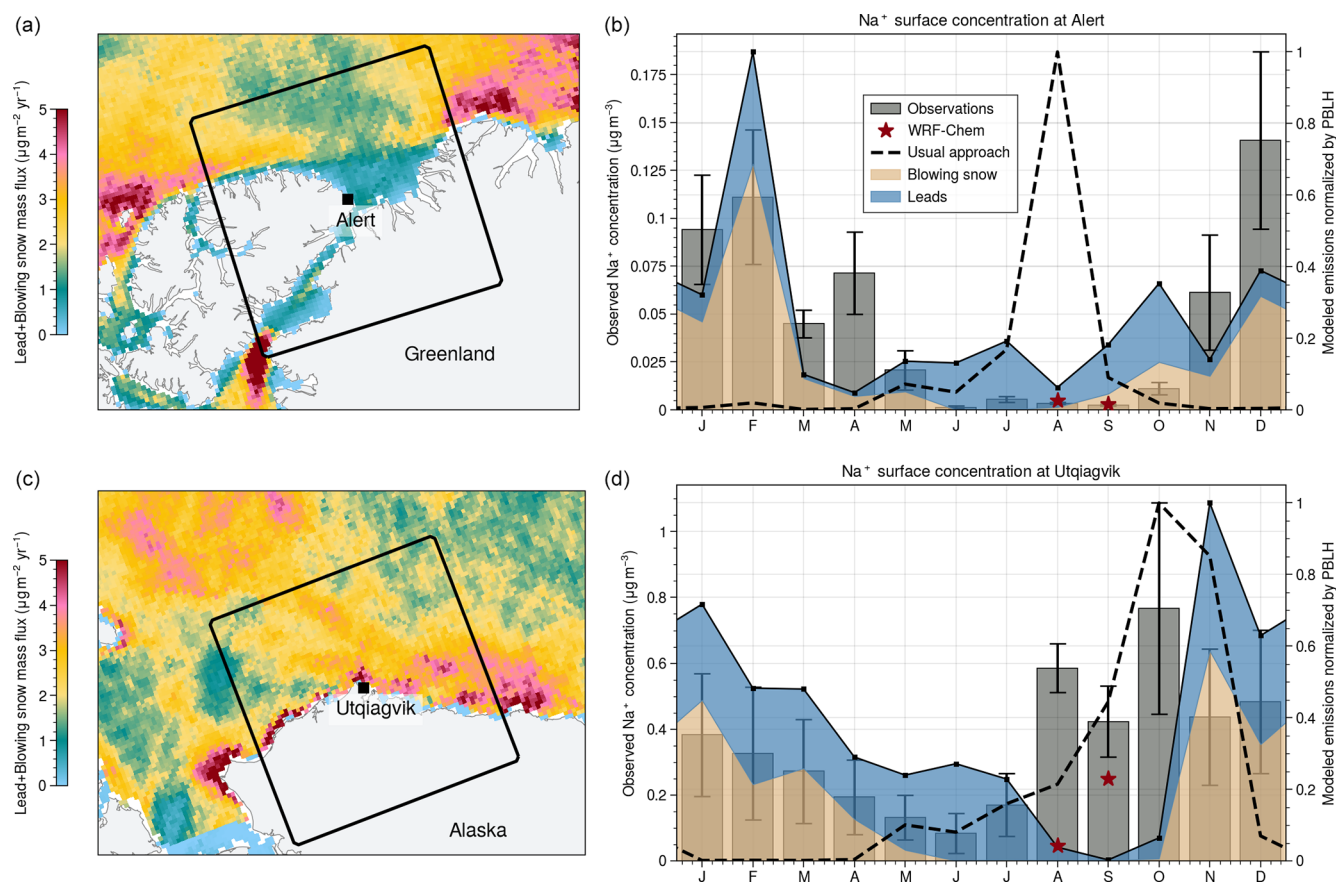 (a)
Lead+Blowing snow mass flux (μg m⁻² yr⁻¹)
5
4
3
2
1
0
Alert
Greenland
(b)
Na⁺ surface concentration at Alert
Observed Na⁺ concentration (μg m⁻³)
0.175
0.15
0.125
0.1
0.075
0.05
0.025
0
Observations
WRF-Chem
Usual approach
Blowing snow
Leads
1
0.8
0.6
0.4
0.2
0
Modeled emissions normalized by PBLH
J F M A M J J A S O N D
(c)
Lead+Blowing snow mass flux (μg m⁻² yr⁻¹)
5
4
3
2
1
0
Utqiagvik
Alaska
(d)
Na⁺ surface concentration at Utqiagvik
Observed Na⁺ concentration (μg m⁻³)
1
0.8
0.6
0.4
0.2
0
1
0.8
0.6
0.4
0.2
0
Modeled emissions normalized by PBLH
J F M A M J J A S O N D